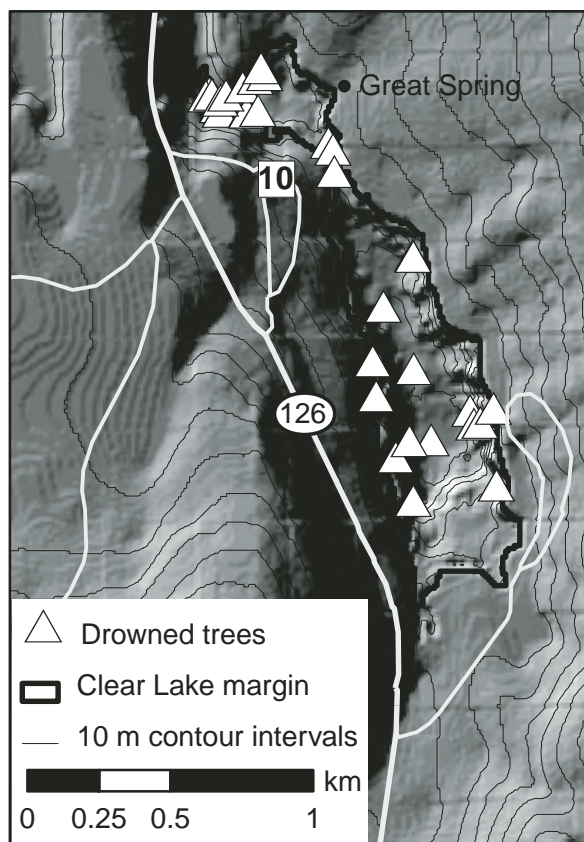 Great Spring
10
126
Drowned trees
Clear Lake margin
10 m contour intervals
km
0 0.25 0.5 1